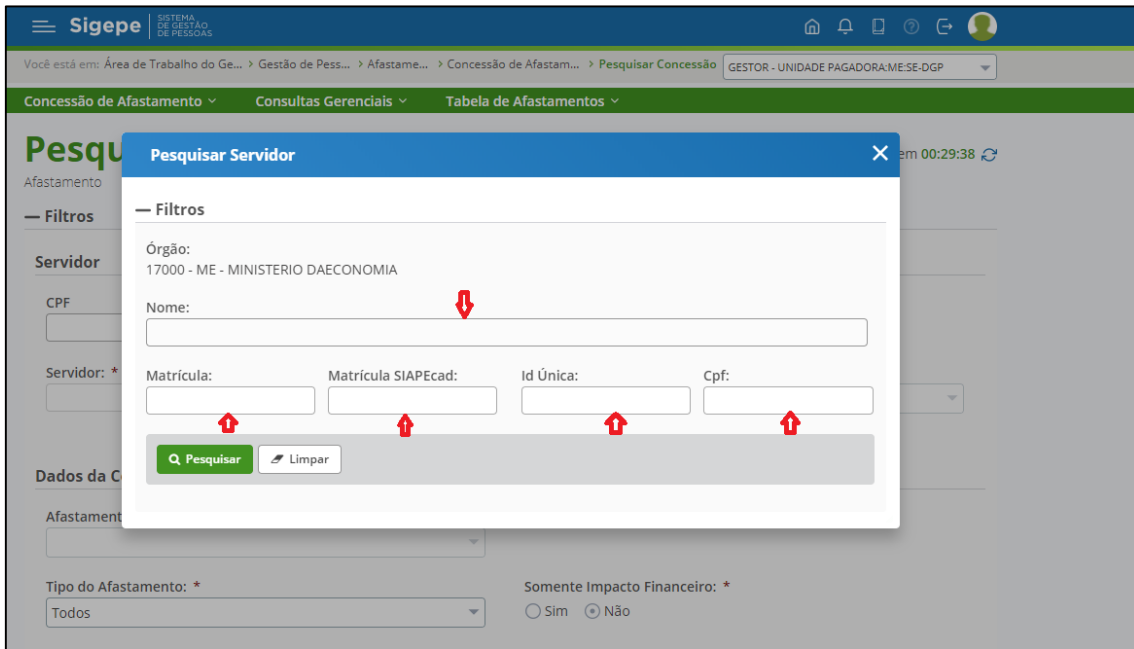 Sigepe SISTEMA DE GESTÃO DE PESSOAS
Você está em: Área de Trabalho do Ge... > Gestão de Pess... > Afastame... > Concessão de Afastam... > Pesquisar Concessão GESTOR - UNIDADE PAGADORA:ME:SE-DGP
Concessão de Afastamento Consultas Gerenciais Tabela de Afastamentos
Pesqu
em 00:29:38
Afastamento
— Filtros
Servidor
CPF
Servidor: *
Dados da C
Afastament
Tipo do Afastamento: *
Todos
Somente Impacto Financeiro: *
Sim Não
Pesquisar Servidor
— Filtros
Órgão:
17000 - ME - MINISTERIO DAECONOMIA
Nome:
Matrícula: Matrícula SIAPEcad: Id Única: Cpf:
Pesquisar Limpar